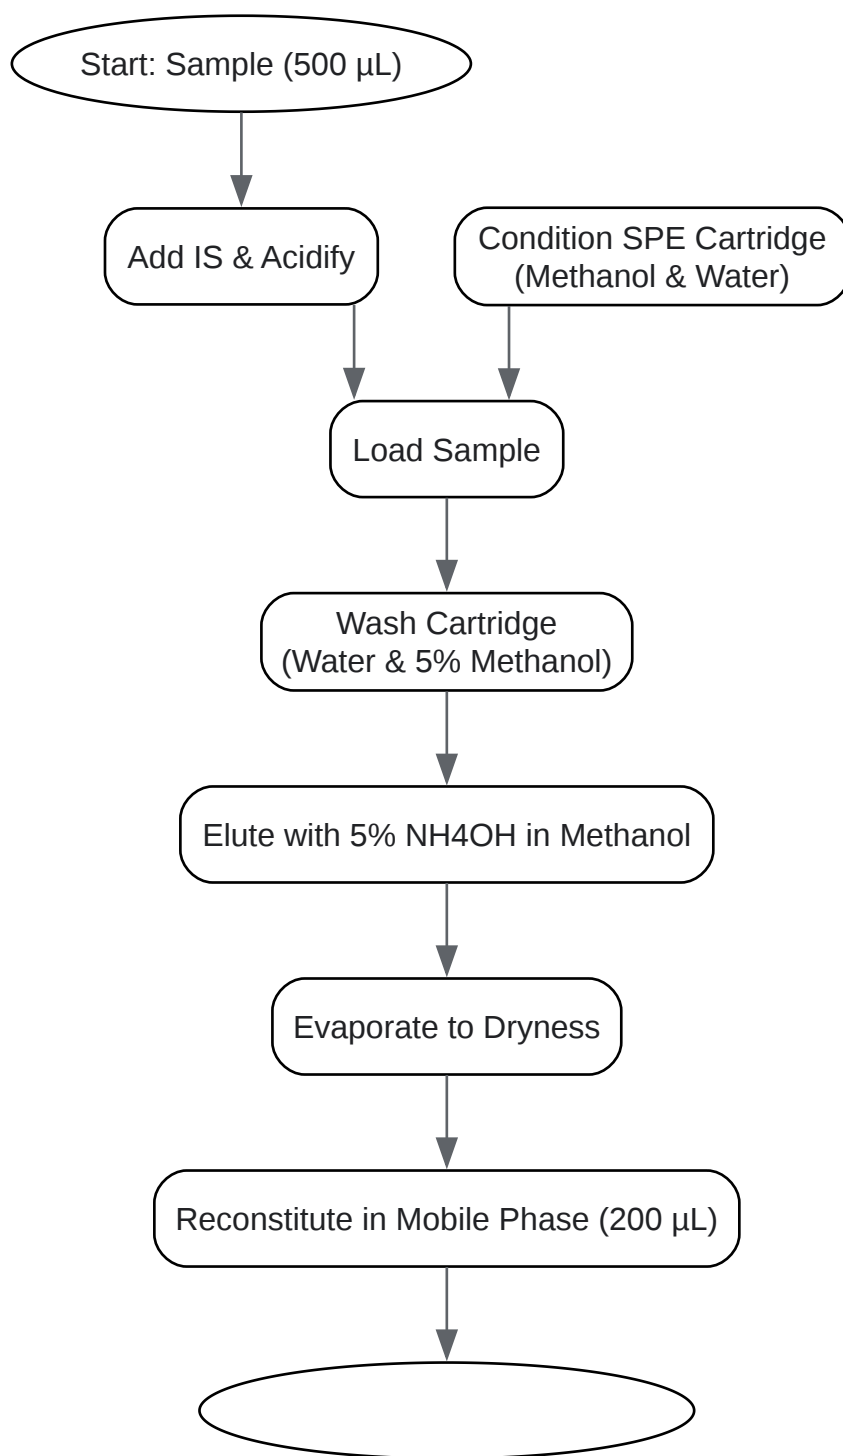 Start: Sample (500 µL)
Add IS & Acidify
Condition SPE Cartridge
(Methanol & Water)
Load Sample
Wash Cartridge
(Water & 5% Methanol)
Elute with 5% NH4OH in Methanol
Evaporate to Dryness
Reconstitute in Mobile Phase (200 µL)